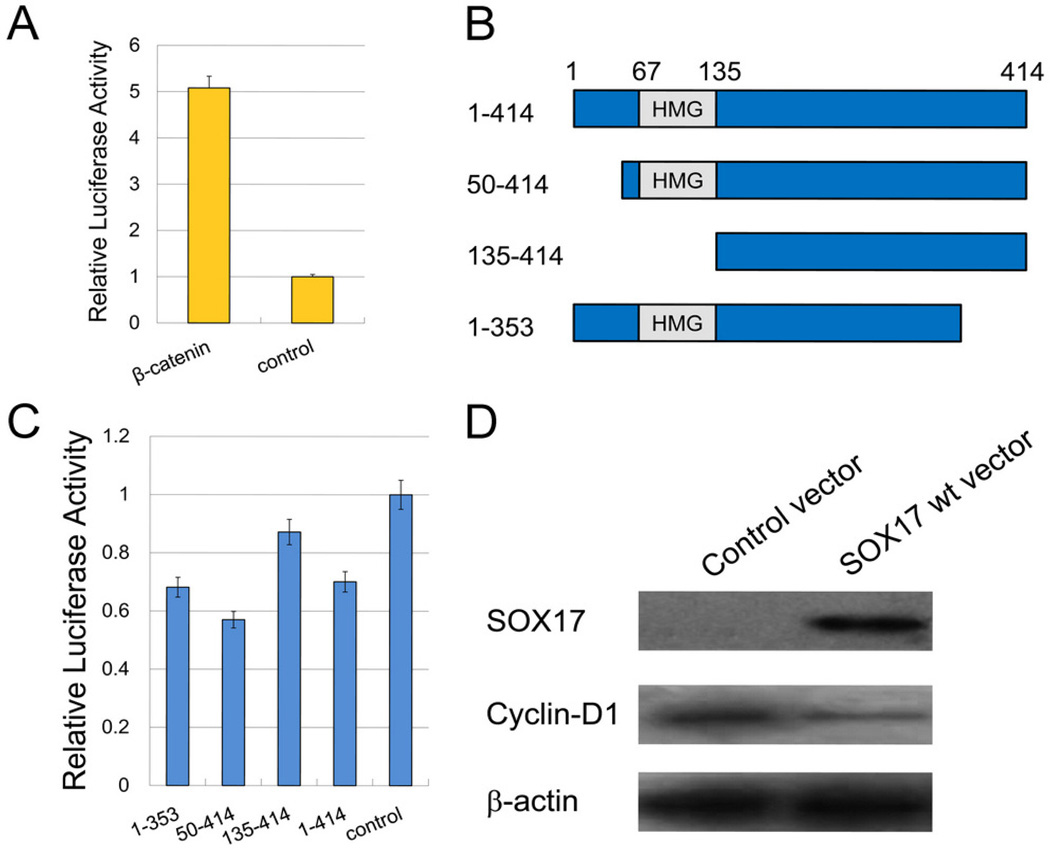 A
Relative Luciferase Activity
6
5
4
3
2
1
0
β-catenin
control
B
1 67 135 414
1-414 HMG
50-414 HMG
135-414
1-353 HMG
C
Relative Luciferase Activity
1.2
1
0.8
0.6
0.4
0.2
0
1-353
50-414
135-414
1-414
control
D
Control vector
SOX17 wt vector
SOX17
Cyclin-D1
β-actin